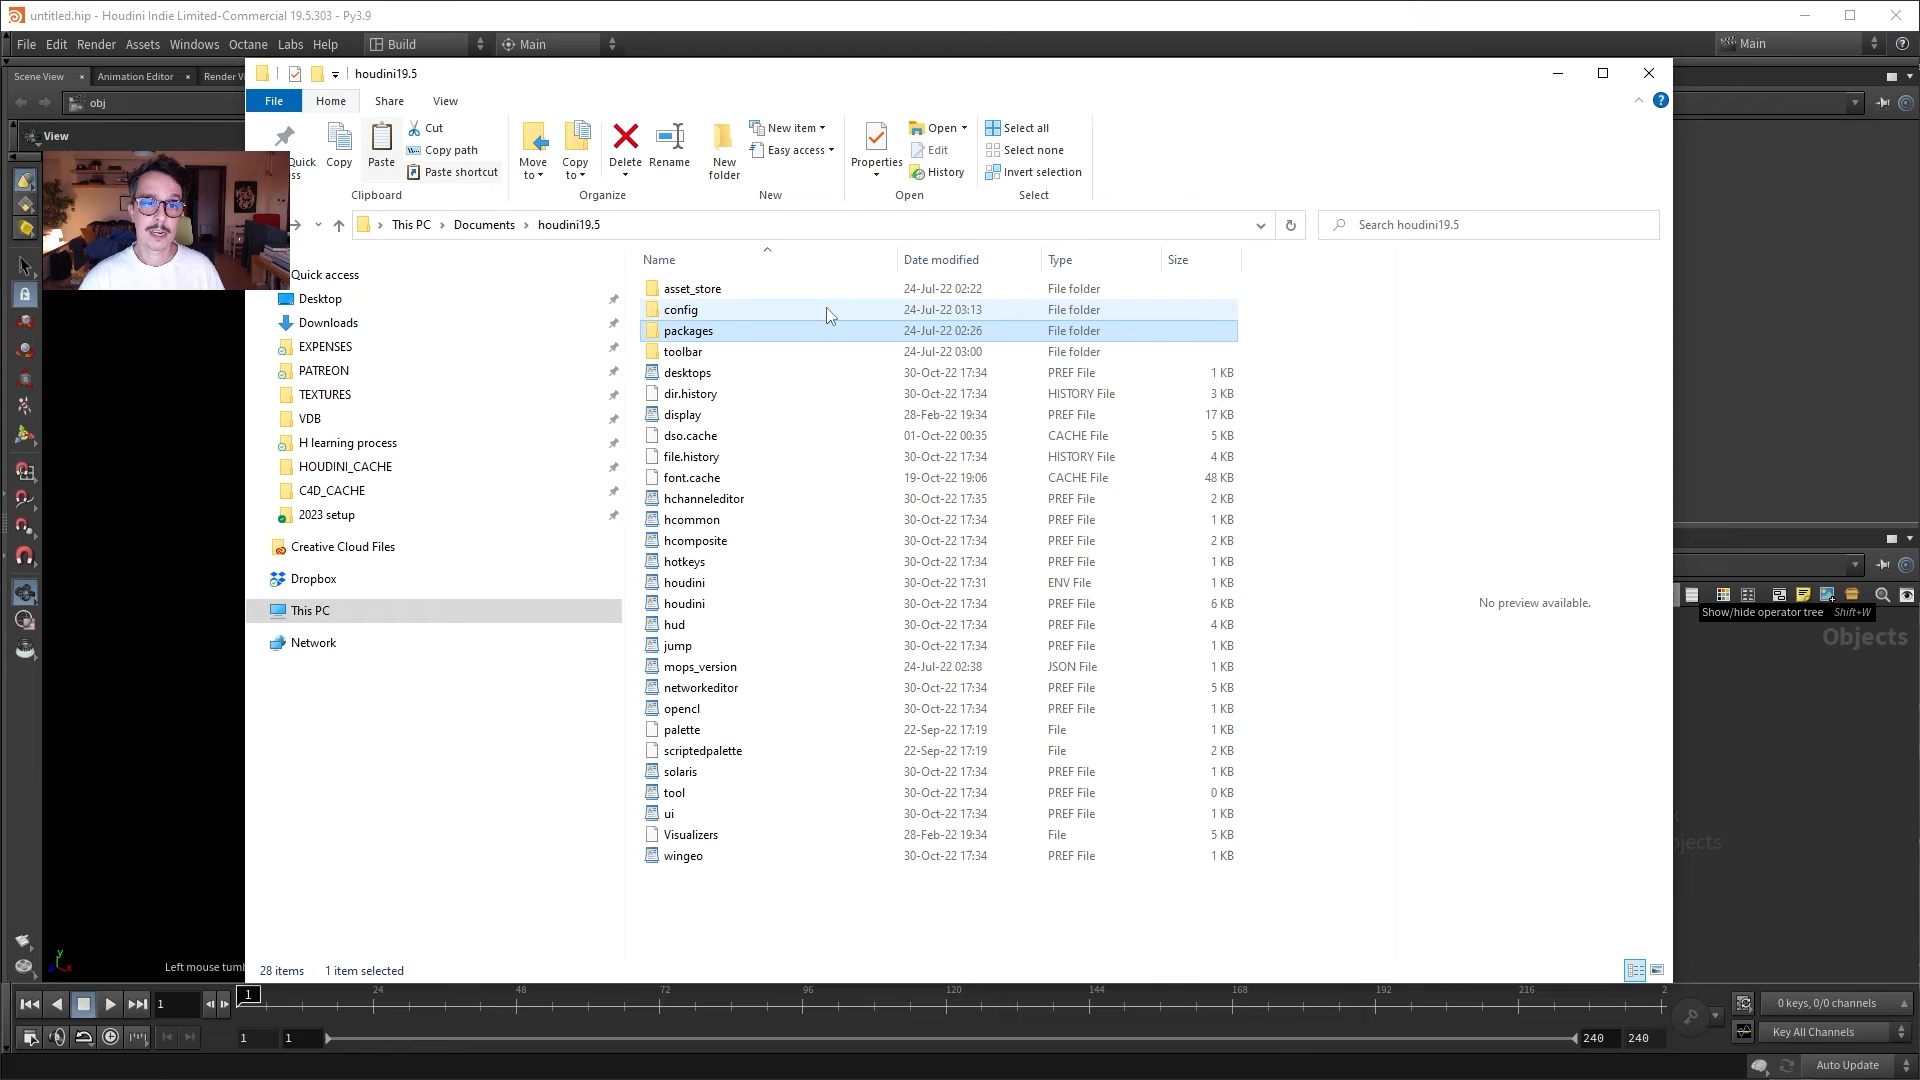 untitled.hip - Houdini Indie Limited-Commercial 19.5.303 - Py3.9
File Edit Render Assets Windows Octane Labs Help Build Main Main
Scene View × Animation Editor × Render Vi
obj
View
houdini19.5
File Home Share View
Quick
Copy
Paste
Cut
Copy path
Paste shortcut
Clipboard
Move to
Copy to
Delete
Rename
Organize
New folder
New item
Easy access
New
Properties
Open
Edit
History
Open
Select all
Select none
Invert selection
Select
This PC › Documents › houdini19.5
Search houdini19.5
Quick access
Desktop
Downloads
EXPENSES
PATREON
TEXTURES
VDB
H learning process
HOUDINI_CACHE
C4D_CACHE
2023 setup
Creative Cloud Files
Dropbox
This PC
Network
Name Date modified Type Size
asset_store 24-Jul-22 02:22 File folder
config 24-Jul-22 03:13 File folder
packages 24-Jul-22 02:26 File folder
toolbar 24-Jul-22 03:00 File folder
desktops 30-Oct-22 17:34 PREF File 1 KB
dir.history 30-Oct-22 17:34 HISTORY File 3 KB
display 28-Feb-22 19:34 PREF File 17 KB
dso.cache 01-Oct-22 00:35 CACHE File 5 KB
file.history 30-Oct-22 17:34 HISTORY File 4 KB
font.cache 19-Oct-22 19:06 CACHE File 48 KB
hchanneleditor 30-Oct-22 17:35 PREF File 2 KB
hcommon 30-Oct-22 17:34 PREF File 1 KB
hcomposite 30-Oct-22 17:34 PREF File 2 KB
hotkeys 30-Oct-22 17:34 PREF File 1 KB
houdini 30-Oct-22 17:31 ENV File 1 KB
houdini 30-Oct-22 17:34 PREF File 6 KB
hud 30-Oct-22 17:34 PREF File 4 KB
jump 30-Oct-22 17:34 PREF File 1 KB
mops_version 24-Jul-22 02:38 JSON File 1 KB
networkeditor 30-Oct-22 17:34 PREF File 5 KB
opencl 30-Oct-22 17:34 PREF File 1 KB
palette 22-Sep-22 17:19 File 1 KB
scriptedpalette 22-Sep-22 17:19 File 2 KB
solaris 30-Oct-22 17:34 PREF File 1 KB
tool 30-Oct-22 17:34 PREF File 0 KB
ui 30-Oct-22 17:34 PREF File 1 KB
Visualizers 28-Feb-22 19:34 File 5 KB
wingeo 30-Oct-22 17:34 PREF File 1 KB
No preview available.
Show/hide operator tree Shift+W
Objects
28 items 1 item selected
Left mouse tumb
1 1 24 48 72 96 120 144 168 192 216 2
0 keys, 0/0 channels
1 1 240 240
Key All Channels
Auto Update